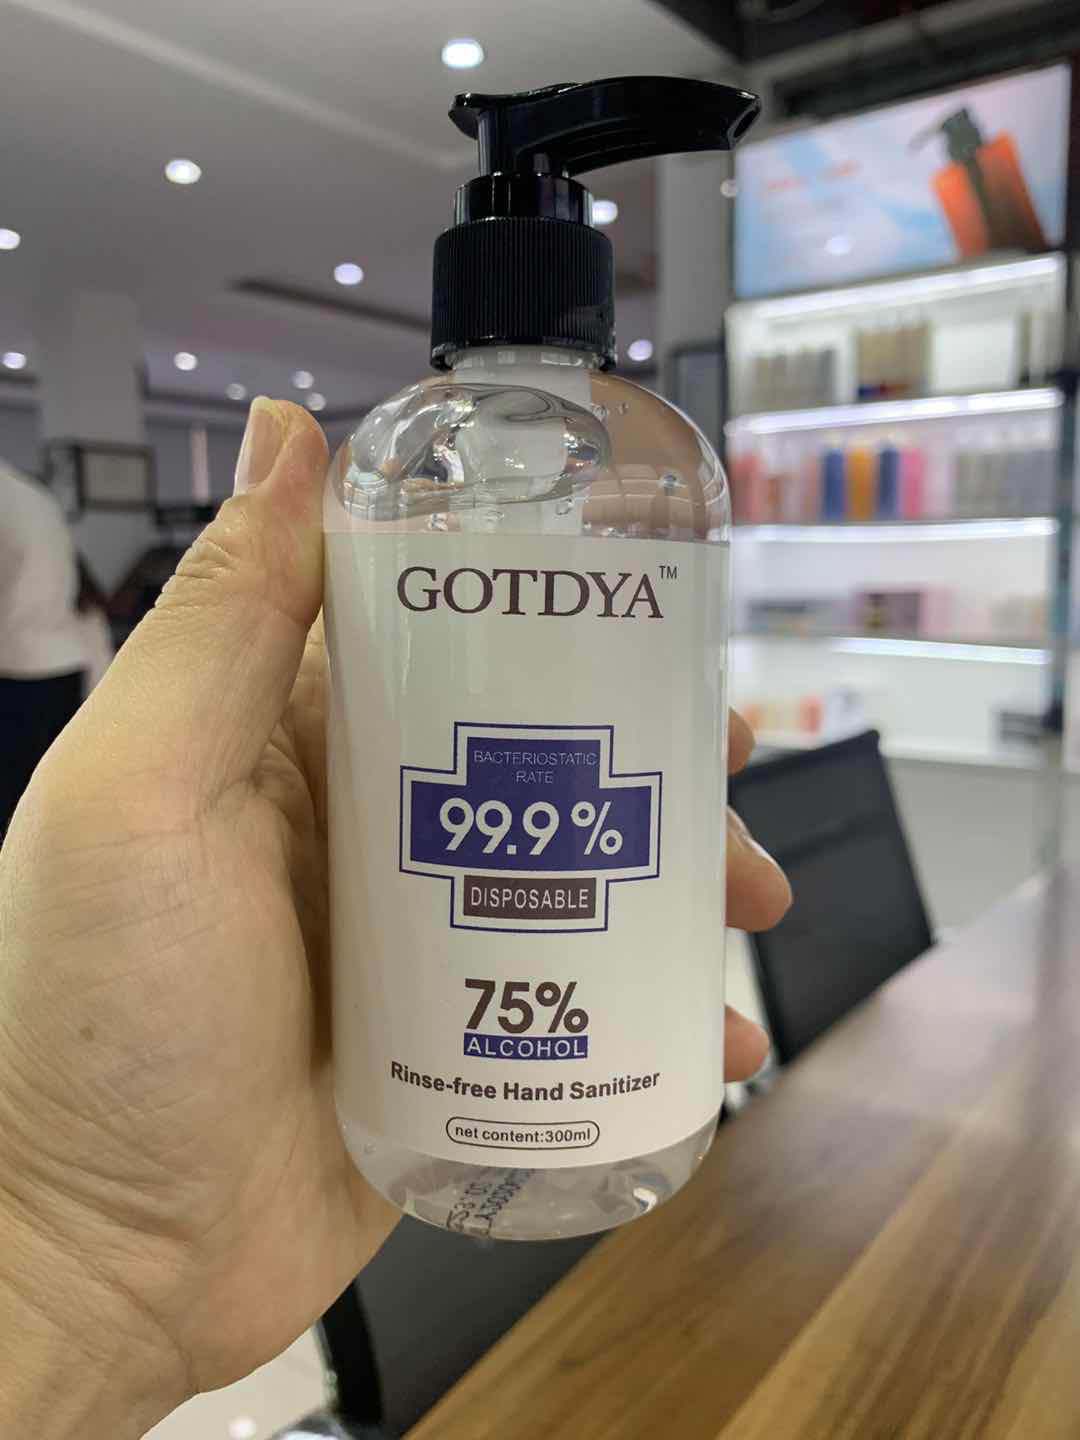 GOTDYA™
BACTERIOSTATIC
RATE
99.9%
DISPOSABLE
75%
ALCOHOL
Rinse-free Hand Sanitizer
net content:300ml